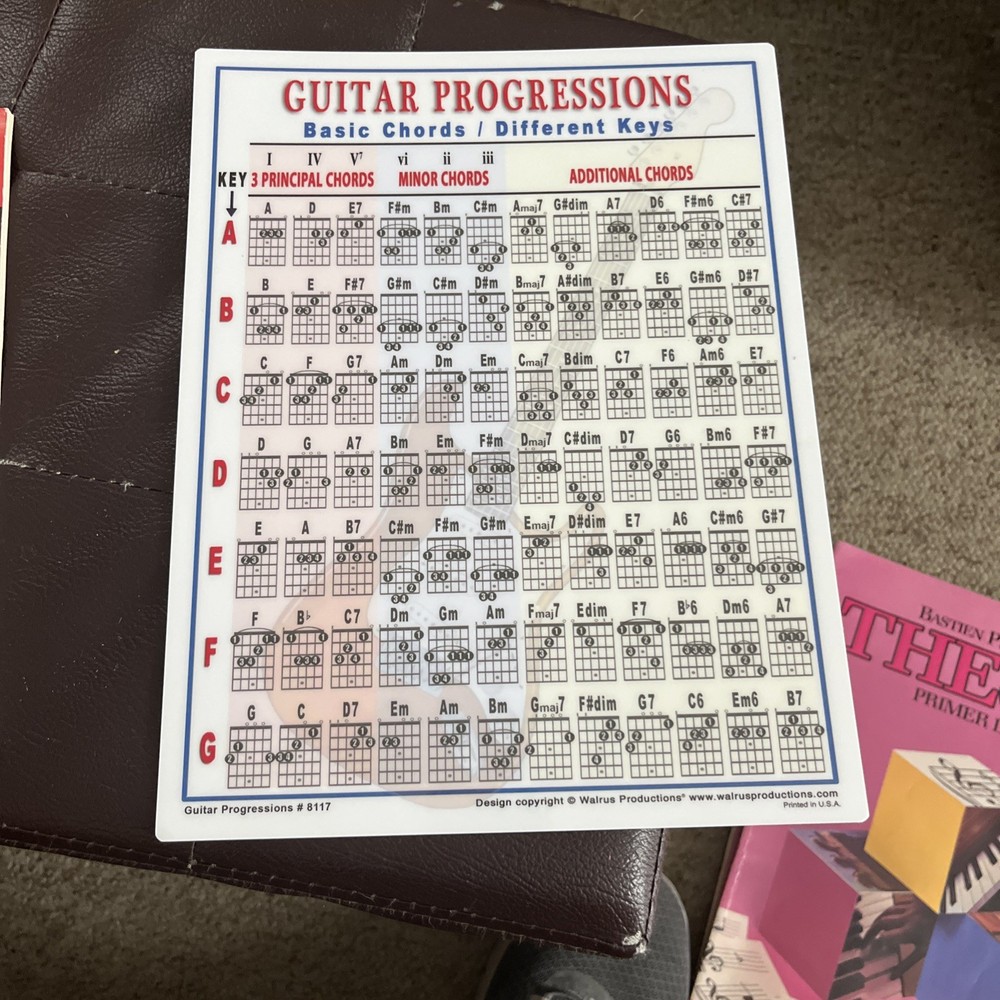 GUITAR PROGRESSIONS
Basic Chords / Different Keys
I IV V7 vi ii iii
KEY 3 PRINCIPAL CHORDS MINOR CHORDS ADDITIONAL CHORDS
A D E7 F#m Bm C#m Amaj7 G#dim A7 D6 F#m6 C#7
A
B E F#7 G#m C#m D#m Bmaj7 A#dim B7 E6 G#m6 D#7
B
C F G7 Am Dm Em Cmaj7 Bdim C7 F6 Am6 E7
C
D G A7 Bm Em F#m Dmaj7 C#dim D7 G6 Bm6 F#7
D
E A B7 C#m F#m G#m Emaj7 D#dim E7 A6 C#m6 G#7
E
F B♭ C7 Dm Gm Am Fmaj7 Edim F7 B♭6 Dm6 A7
F
G C D7 Em Am Bm Gmaj7 F#dim G7 C6 Em6 B7
G
Guitar Progressions # 8117
Design copyright © Walrus Productions® www.walrusproductions.com
Printed in U.S.A.
BASTIEN
THE
PRIMER